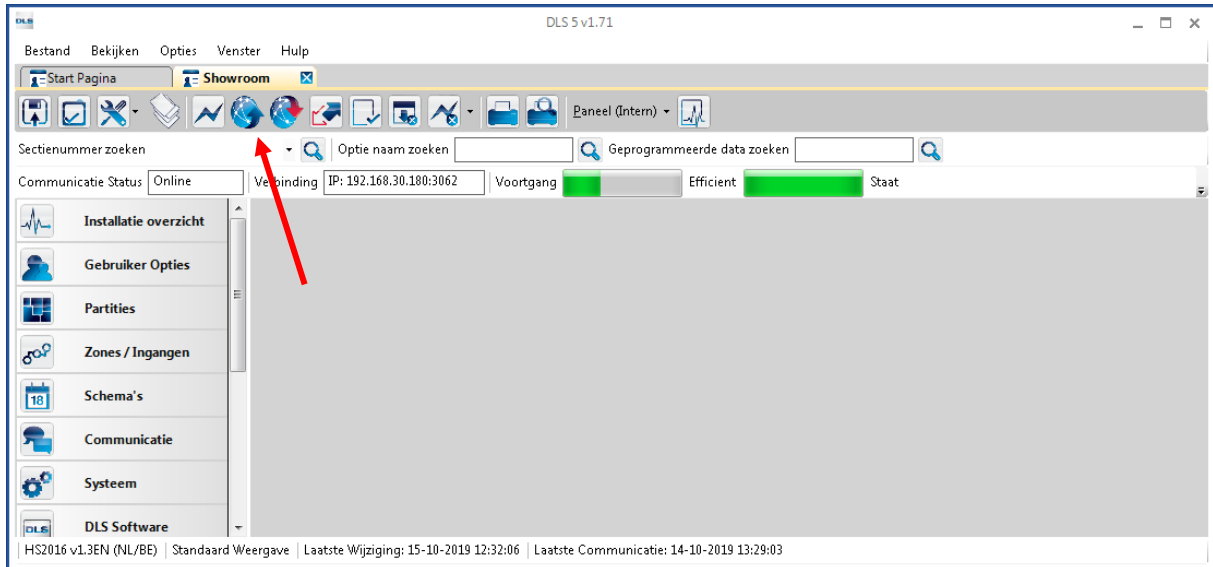 DLS DLS 5 v1.71
Bestand Bekijken Opties Venster Hulp
Start Pagina Showroom
Paneel (Intern)
Sectienummer zoeken Optie naam zoeken Geprogrammeerde data zoeken
Communicatie Status Online Verbinding IP: 192.168.30.180:3062 Voortgang Efficient Staat
Installatie overzicht
Gebruiker Opties
Partities
Zones / Ingangen
18 Schema's
Communicatie
Systeem
DLS DLS Software
HS2016 v1.3EN (NL/BE) Standaard Weergave Laatste Wijziging: 15-10-2019 12:32:06 Laatste Communicatie: 14-10-2019 13:29:03